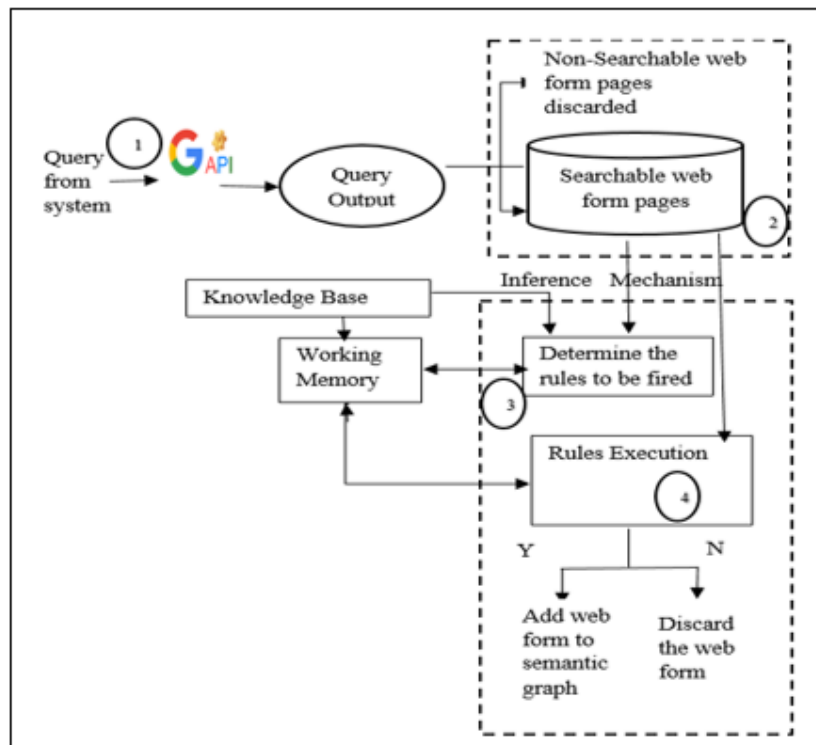 Non-Searchable web
form pages
discarded
1
Query
from
system
G
API
Query
Output
Searchable web
form pages
2
Inference Mechanism
Knowledge Base
Working
Memory
Determine the
rules to be fired
3
Rules Execution
4
Y
N
Add web
form to
semantic
graph
Discard
the web
form